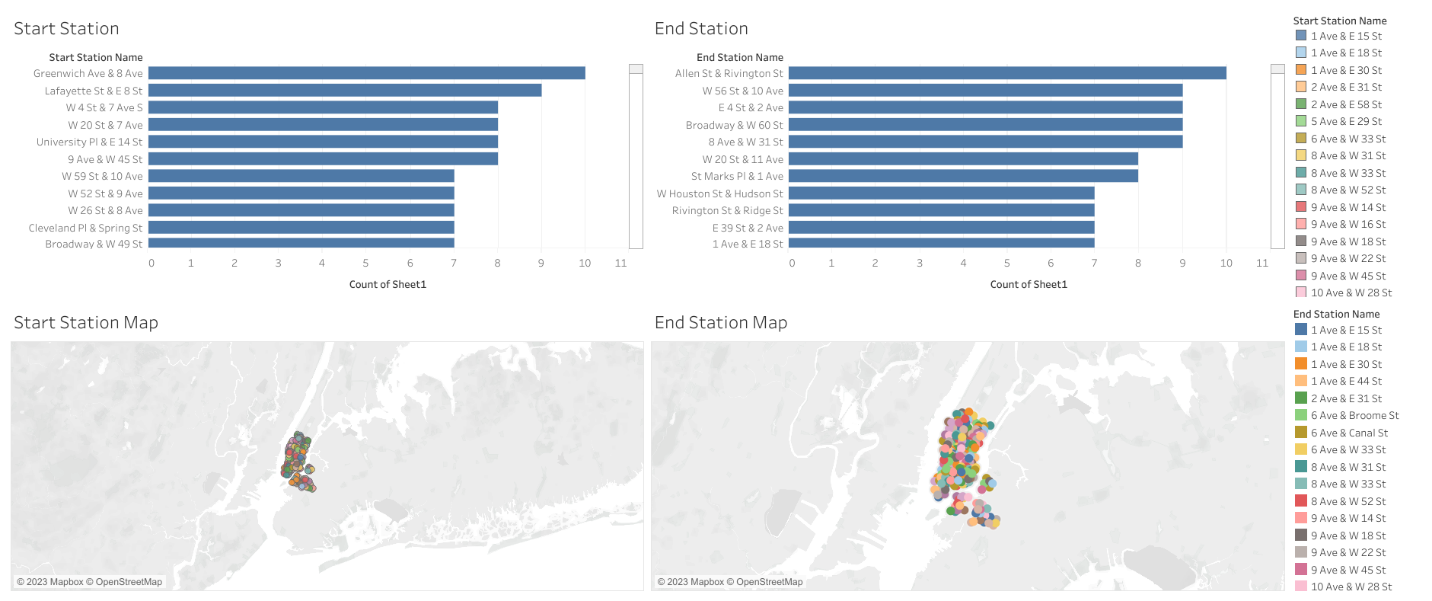 Start Station
Start Station Name
Greenwich Ave & 8 Ave
Lafayette St & E 8 St
W 4 St & 7 Ave S
W 20 St & 7 Ave
University Pl & E 14 St
9 Ave & W 45 St
W 59 St & 10 Ave
W 52 St & 9 Ave
W 26 St & 8 Ave
Cleveland Pl & Spring St
Broadway & W 49 St
0 1 2 3 4 5 6 7 8 9 10 11
Count of Sheet1
End Station
End Station Name
Allen St & Rivington St
W 56 St & 10 Ave
E 4 St & 2 Ave
Broadway & W 60 St
8 Ave & W 31 St
W 20 St & 11 Ave
St Marks Pl & 1 Ave
W Houston St & Hudson St
Rivington St & Ridge St
E 39 St & 2 Ave
1 Ave & E 18 St
0 1 2 3 4 5 6 7 8 9 10 11
Count of Sheet1
Start Station Name
1 Ave & E 15 St
1 Ave & E 18 St
1 Ave & E 30 St
2 Ave & E 31 St
2 Ave & E 58 St
5 Ave & E 29 St
6 Ave & W 33 St
8 Ave & W 31 St
8 Ave & W 33 St
8 Ave & W 52 St
9 Ave & W 14 St
9 Ave & W 16 St
9 Ave & W 18 St
9 Ave & W 22 St
9 Ave & W 45 St
10 Ave & W 28 St
Start Station Map
© 2023 Mapbox © OpenStreetMap
End Station Map
© 2023 Mapbox © OpenStreetMap
End Station Name
1 Ave & E 15 St
1 Ave & E 18 St
1 Ave & E 30 St
1 Ave & E 44 St
2 Ave & E 31 St
6 Ave & Broome St
6 Ave & Canal St
6 Ave & W 33 St
8 Ave & W 31 St
8 Ave & W 33 St
8 Ave & W 52 St
9 Ave & W 14 St
9 Ave & W 18 St
9 Ave & W 22 St
9 Ave & W 45 St
10 Ave & W 28 St